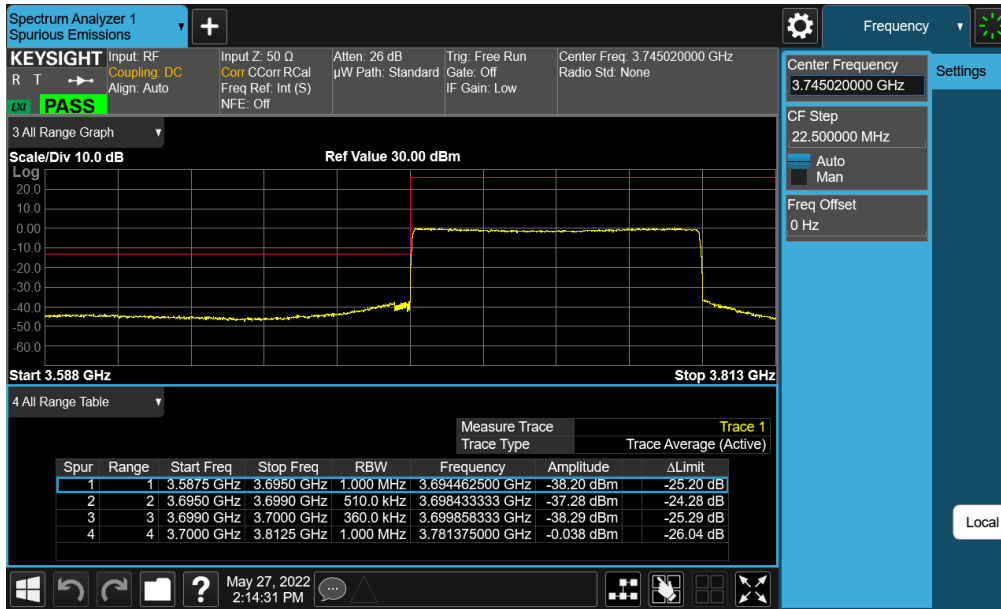 Spectrum Analyzer 1
Spurious Emissions
Frequency
KEYSIGHT
R T
LXI PASS
Input: RF
Coupling: DC
Align: Auto
Input Z: 50 Ω
Corr CCorr RCal
Freq Ref: Int (S)
NFE: Off
Atten: 26 dB
µW Path: Standard
Trig: Free Run
Gate: Off
IF Gain: Low
Center Freq: 3.745020000 GHz
Radio Std: None
Center Frequency
3.745020000 GHz
Settings
CF Step
22.500000 MHz
Auto
Man
Freq Offset
0 Hz
Local
3 All Range Graph
Scale/Div 10.0 dB Ref Value 30.00 dBm
Log
20.0
10.0
0.00
-10.0
-20.0
-30.0
-40.0
-50.0
-60.0
Start 3.588 GHz Stop 3.813 GHz
4 All Range Table
Measure Trace Trace 1
Trace Type Trace Average (Active)
Spur Range Start Freq Stop Freq RBW Frequency Amplitude ΔLimit
1 1 3.5875 GHz 3.6950 GHz 1.000 MHz 3.694462500 GHz -38.20 dBm -25.20 dB
2 2 3.6950 GHz 3.6990 GHz 510.0 kHz 3.698433333 GHz -37.28 dBm -24.28 dB
3 3 3.6990 GHz 3.7000 GHz 360.0 kHz 3.699858333 GHz -38.29 dBm -25.29 dB
4 4 3.7000 GHz 3.8125 GHz 1.000 MHz 3.781375000 GHz -0.038 dBm -26.04 dB
May 27, 2022
2:14:31 PM